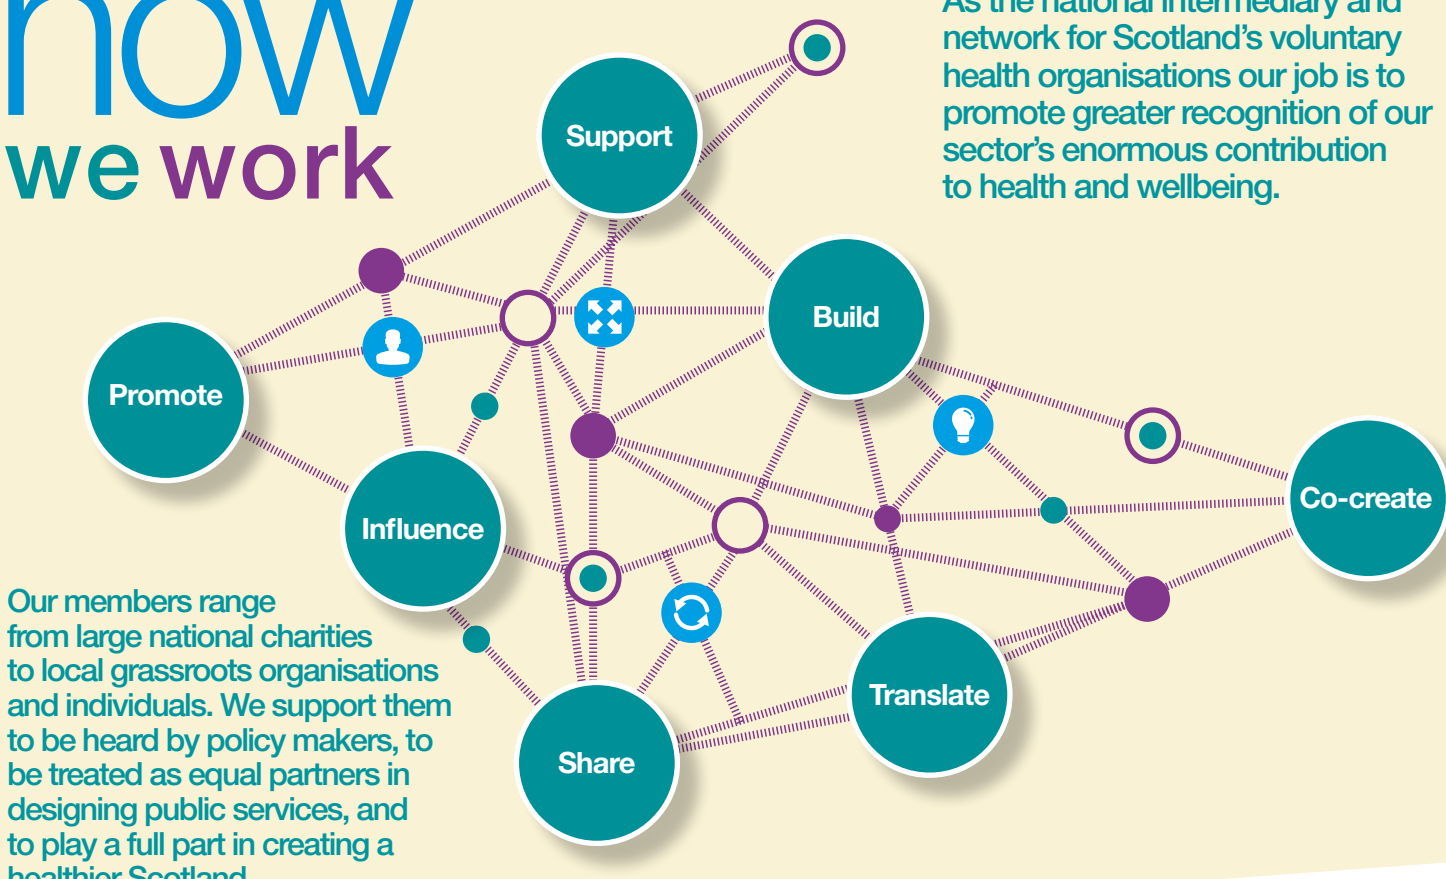 how
we work
As the national intermediary and
network for Scotland's voluntary
health organisations our job is to
promote greater recognition of our
sector's enormous contribution
to health and wellbeing.
Support
Build
Promote
Co-create
Influence
Translate
Share
Our members range
from large national charities
to local grassroots organisations
and individuals. We support them
to be heard by policy makers, to
be treated as equal partners in
designing public services, and
to play a full part in creating a
healthier Scotland